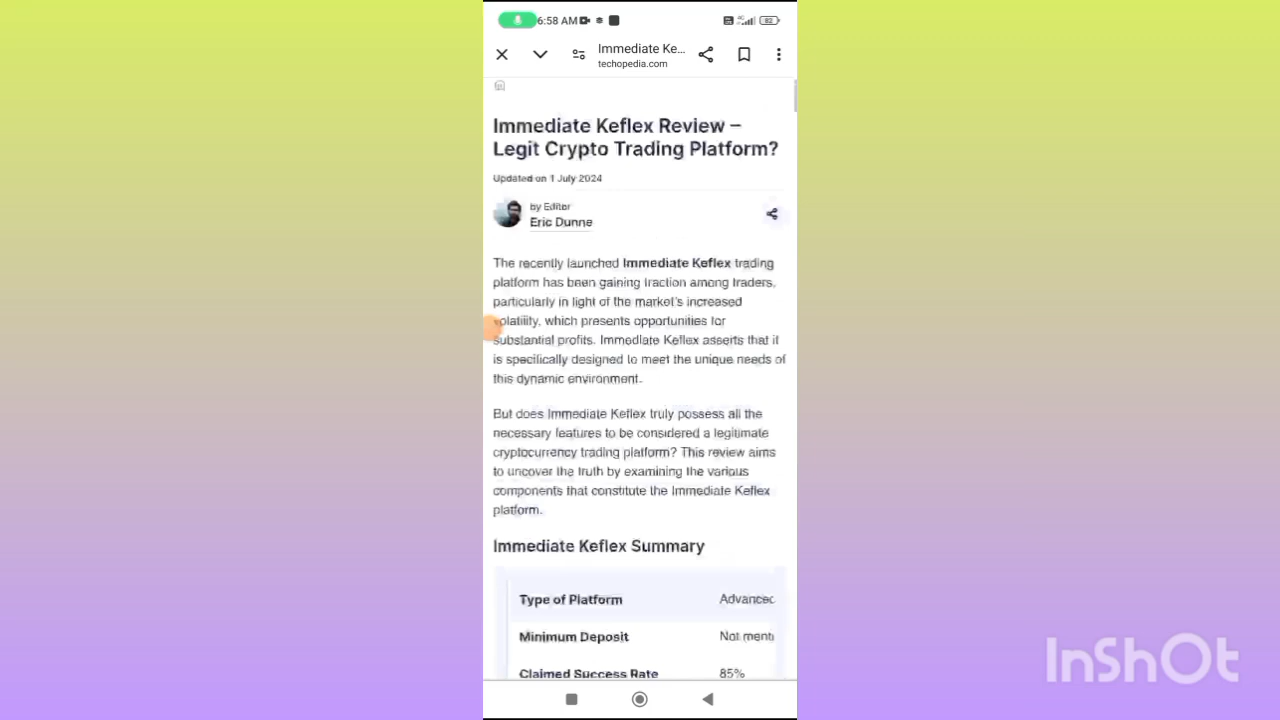 6:58 AM
82
Immediate Ke...
techopedia.com
Immediate Keflex Review –
Legit Crypto Trading Platform?
Updated on 1 July 2024
by Editor
Eric Dunne
The recently launched Immediate Keflex trading
platform has been gaining traction among traders,
particularly in light of the market's increased
volatility, which presents opportunities for
substantial profits. Immediate Keflex asserts that it
is specifically designed to meet the unique needs of
this dynamic environment.
But does Immediate Keflex truly possess all the
necessary features to be considered a legitimate
cryptocurrency trading platform? This review aims
to uncover the truth by examining the various
components that constitute the Immediate Keflex
platform.
Immediate Keflex Summary
Type of Platform Advanced
Minimum Deposit Not menti
Claimed Success Rate 85%
InShOt